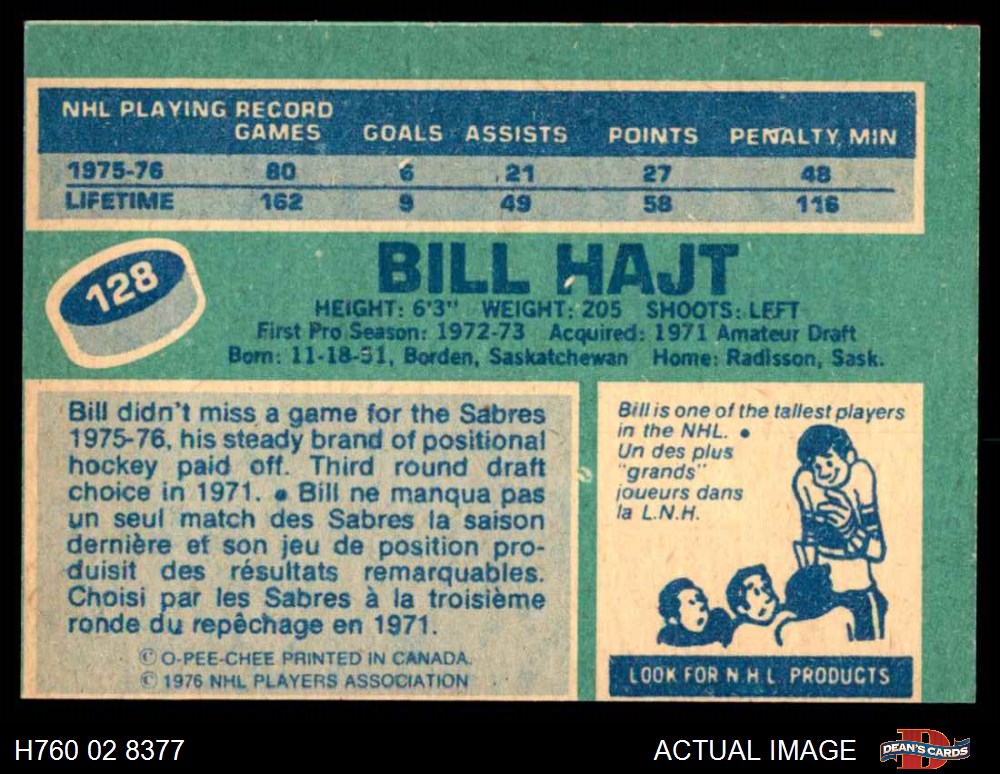 NHL PLAYING RECORD
GAMES GOALS ASSISTS POINTS PENALTY MIN
1975-76 80 6 21 27 48
LIFETIME 162 9 49 58 116
128
BILL HAJT
HEIGHT: 6'3" WEIGHT: 205 SHOOTS: LEFT
First Pro Season: 1972-73 Acquired: 1971 Amateur Draft
Born: 11-18-51, Borden, Saskatchewan Home: Radisson, Sask.
Bill didn't miss a game for the Sabres
1975-76, his steady brand of positional
hockey paid off. Third round draft
choice in 1971. • Bill ne manqua pas
un seul match des Sabres la saison
dernière et son jeu de position pro-
duisit des résultats remarquables.
Choisi par les Sabres à la troisième
ronde du repêchage en 1971.
© O-PEE-CHEE PRINTED IN CANADA.
© 1976 NHL PLAYERS ASSOCIATION
Bill is one of the tallest players
in the NHL. •
Un des plus
"grands"
joueurs dans
la L.N.H.
LOOK FOR N H L PRODUCTS
H760 02 8377
ACTUAL IMAGE
DEAN'S CARDS